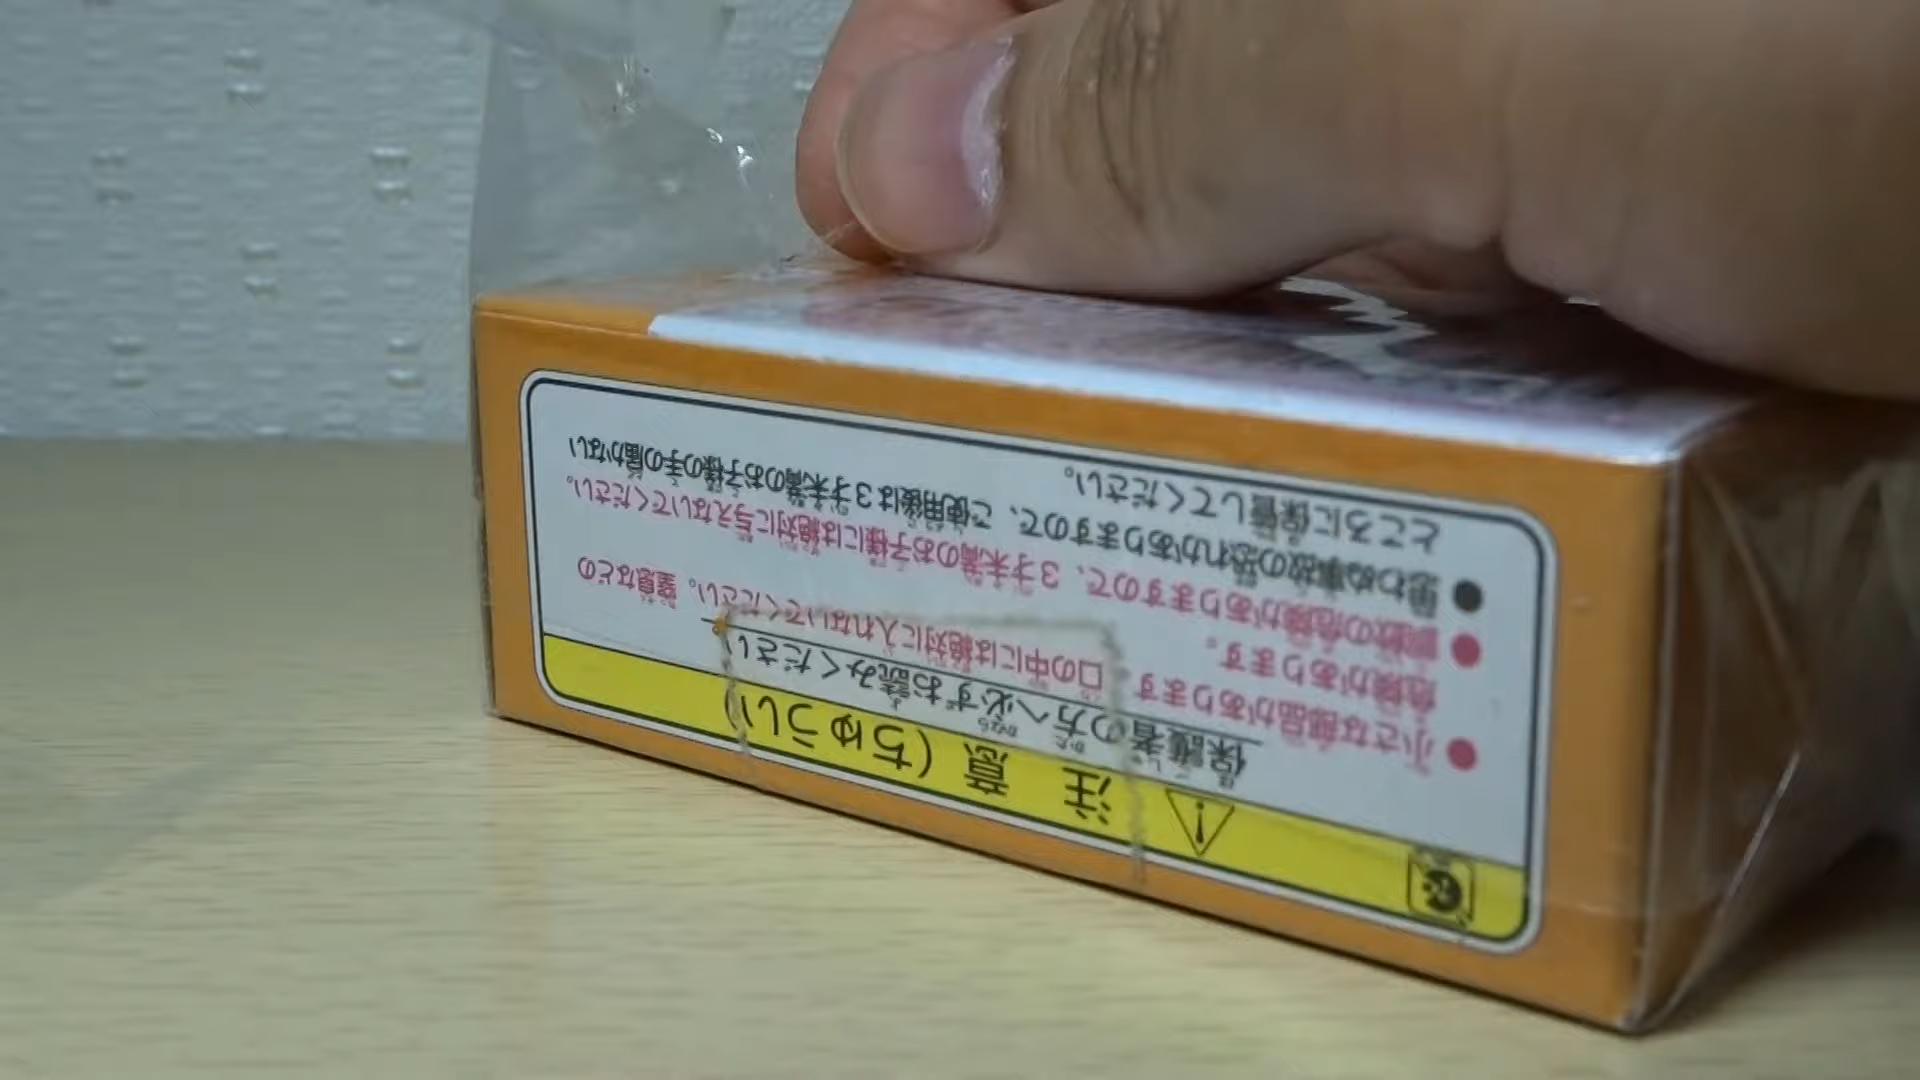 注意(ちゅうい)
保護者の方へ必ずお読みください
●小さな部品があります。口の中には絶対に入れないでください。窒息などの
危険があります。
●誤飲の危険がありますので、3才未満のお子様には絶対に与えないでください。
●思わぬ事故の恐れがありますので、ご使用後は3才未満のお子様の手の届かない
ところに保管してください。